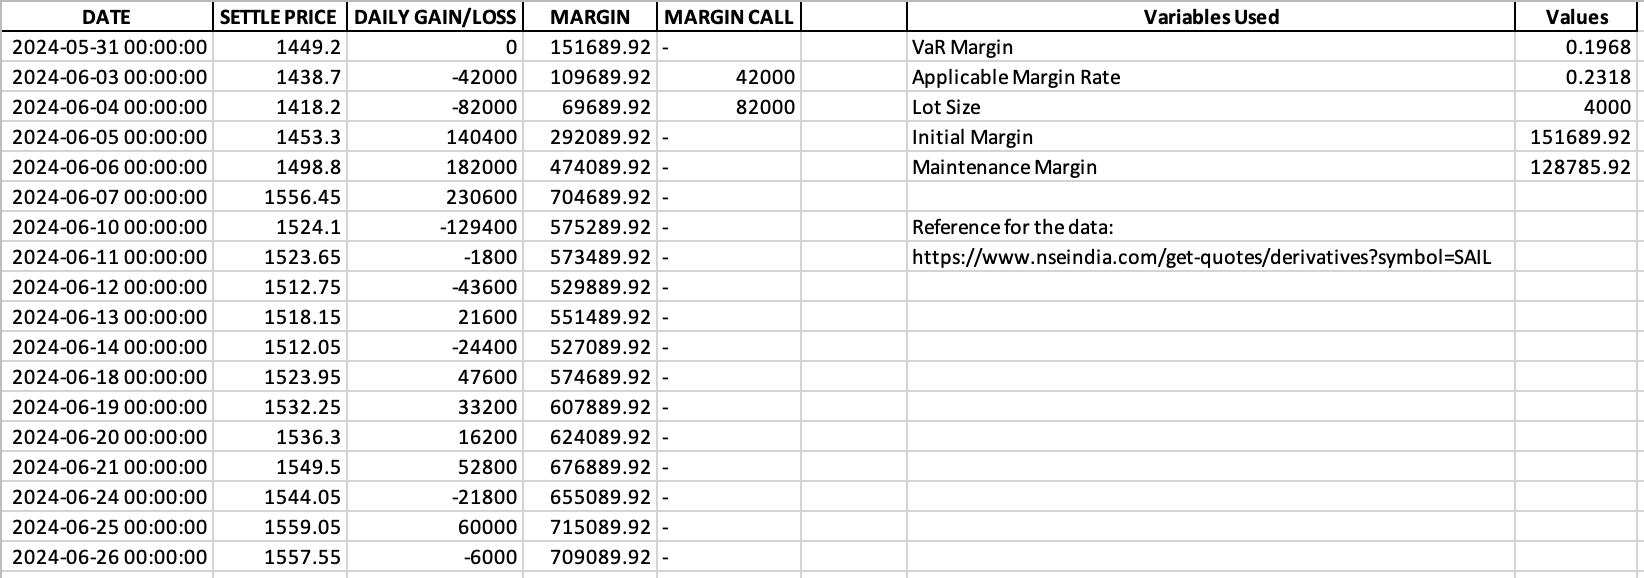 DATE SETTLE PRICE DAILY GAIN/LOSS MARGIN MARGIN CALL Variables Used Values
2024-05-31 00:00:00 1449.2 0 151689.92 - VaR Margin 0.1968
2024-06-03 00:00:00 1438.7 -42000 109689.92 42000 Applicable Margin Rate 0.2318
2024-06-04 00:00:00 1418.2 -82000 69689.92 82000 Lot Size 4000
2024-06-05 00:00:00 1453.3 140400 292089.92 - Initial Margin 151689.92
2024-06-06 00:00:00 1498.8 182000 474089.92 - Maintenance Margin 128785.92
2024-06-07 00:00:00 1556.45 230600 704689.92 -
2024-06-10 00:00:00 1524.1 -129400 575289.92 - Reference for the data:
2024-06-11 00:00:00 1523.65 -1800 573489.92 - https://www.nseindia.com/get-quotes/derivatives?symbol=SAIL
2024-06-12 00:00:00 1512.75 -43600 529889.92 -
2024-06-13 00:00:00 1518.15 21600 551489.92 -
2024-06-14 00:00:00 1512.05 -24400 527089.92 -
2024-06-18 00:00:00 1523.95 47600 574689.92 -
2024-06-19 00:00:00 1532.25 33200 607889.92 -
2024-06-20 00:00:00 1536.3 16200 624089.92 -
2024-06-21 00:00:00 1549.5 52800 676889.92 -
2024-06-24 00:00:00 1544.05 -21800 655089.92 -
2024-06-25 00:00:00 1559.05 60000 715089.92 -
2024-06-26 00:00:00 1557.55 -6000 709089.92 -